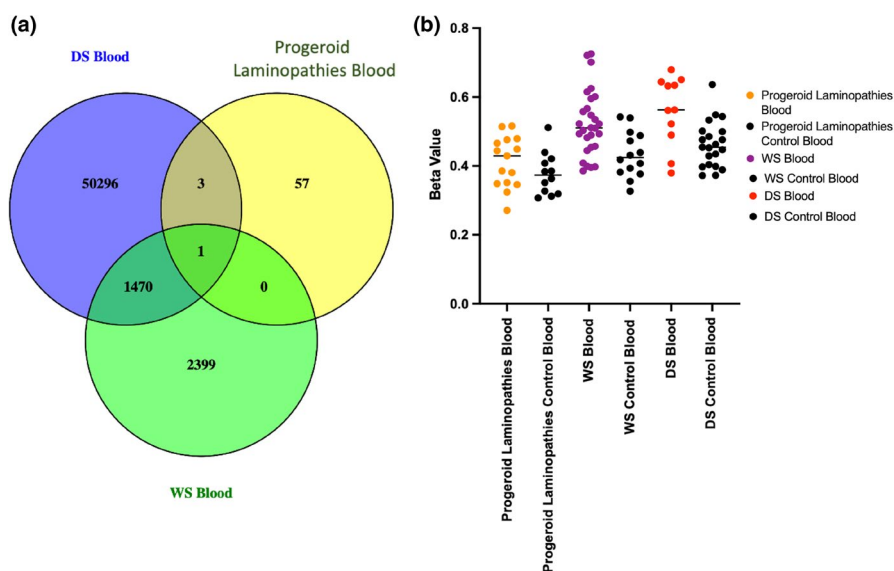 (a)
DS Blood
Progeroid
Laminopathies Blood
50296
3
57
1
1470
0
2399
WS Blood
(b)
Beta Value
0.8
0.6
0.4
0.2
0.0
Progeroid Laminopathies Blood
Progeroid Laminopathies Control Blood
WS Blood
WS Control Blood
DS Blood
DS Control Blood
Progeroid Laminopathies
Blood
Progeroid Laminopathies
Control Blood
WS Blood
WS Control Blood
DS Blood
DS Control Blood